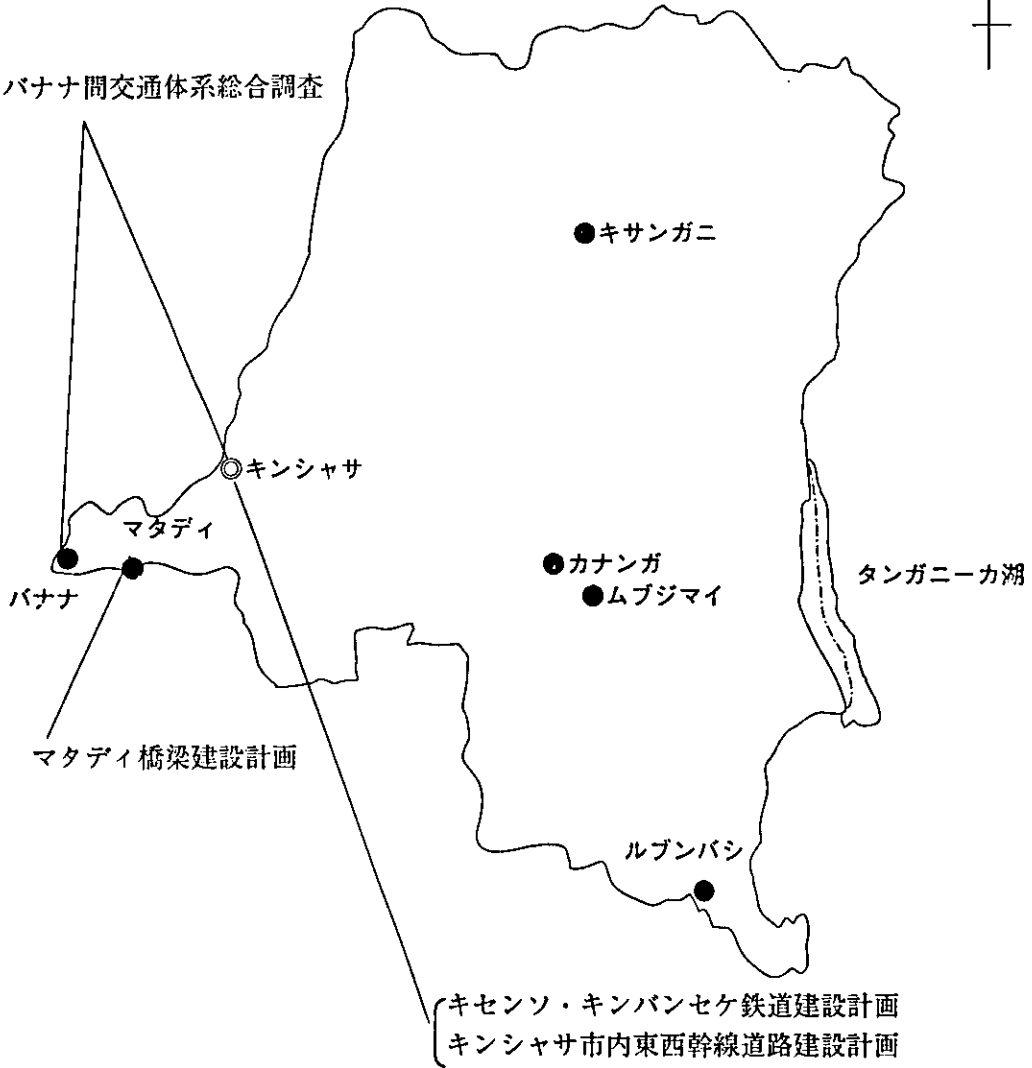 バナナ間交通体系総合調査
キサンガニ
キンシャサ
マタディ
カナンガ
タンガニーカ湖
バナナ
ムブジマイ
マタディ橋梁建設計画
ルブンバシ
キセンソ・キンバンセケ鉄道建設計画
キンシャサ市内東西幹線道路建設計画